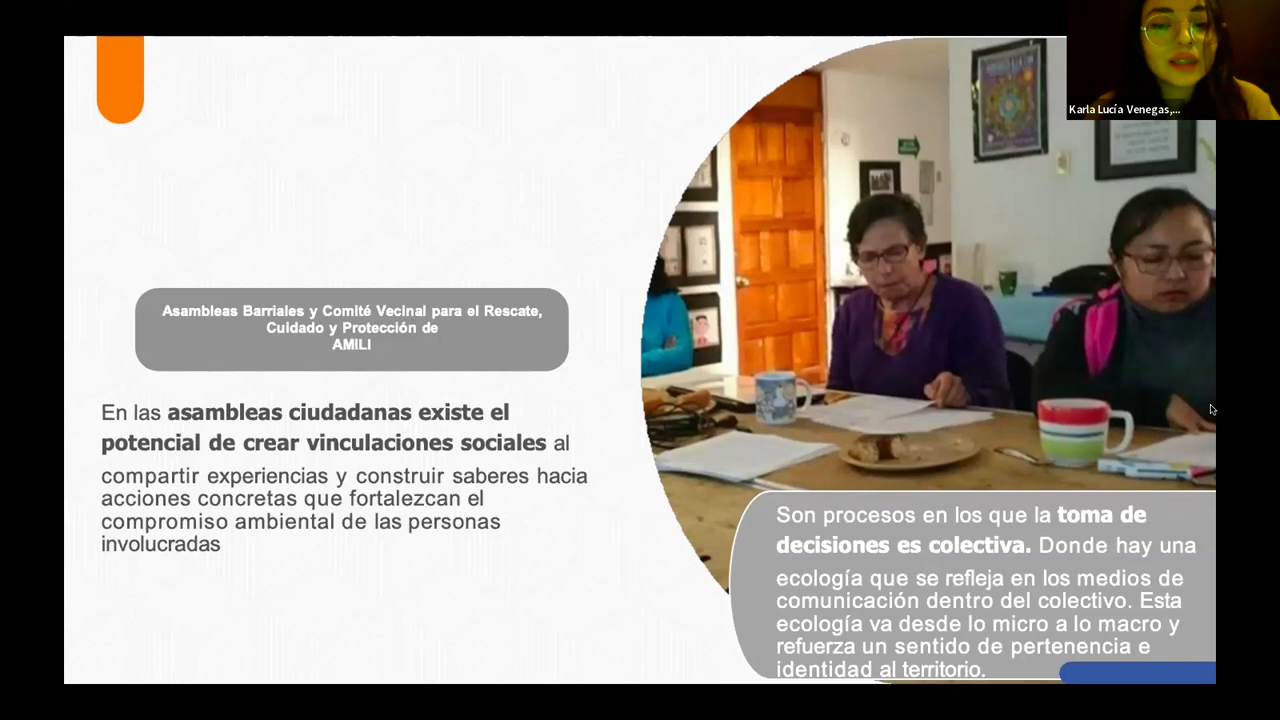 Karla Lucía Venegas,...
Asambleas Barriales y Comité Vecinal para el Rescate,
Cuidado y Protección de
AMILI
En las asambleas ciudadanas existe el
potencial de crear vinculaciones sociales al
compartir experiencias y construir saberes hacia
acciones concretas que fortalezcan el
compromiso ambiental de las personas
involucradas
Son procesos en los que la toma de
decisiones es colectiva. Donde hay una
ecología que se refleja en los medios de
comunicación dentro del colectivo. Esta
ecología va desde lo micro a lo macro y
refuerza un sentido de pertenencia e
identidad al territorio.